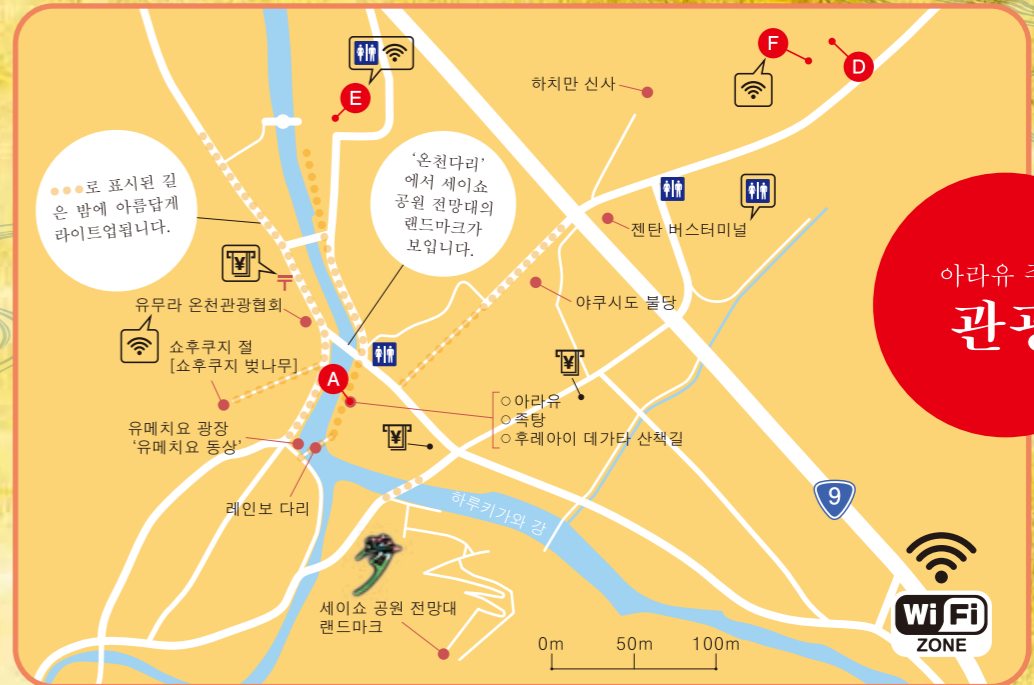 F
D
E
하치만 신사
●●●로 표시된 길
은 밤에 아름답게
라이트업됩니다.
‘온천다리’
에서 세이쇼
공원 전망대의
랜드마크가
보입니다.
젠탄 버스터미널
¥
〒
유무라 온천관광협회
야쿠시도 불당
아라유
관광
쇼후쿠지 절
[쇼후쿠지 벚나무]
A
¥
○아라유
○족탕
○후레아이 데가타 산책길
유메치요 광장
‘유메치요 동상’
¥
레인보 다리
하루키가와 강
9
세이쇼 공원 전망대
랜드마크
0m 50m 100m
Wi Fi
ZONE